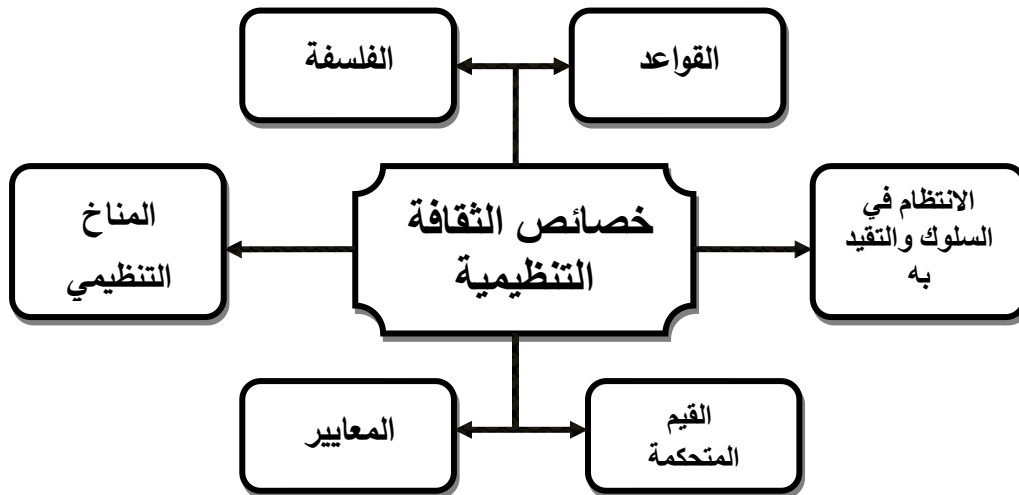 القواعد
الفلسفة
خصائص الثقافة
التنظيمية
الانتظام في
السلوك والتقيد
به
المناخ
التنظيمي
القيم
المتحكمة
المعايير